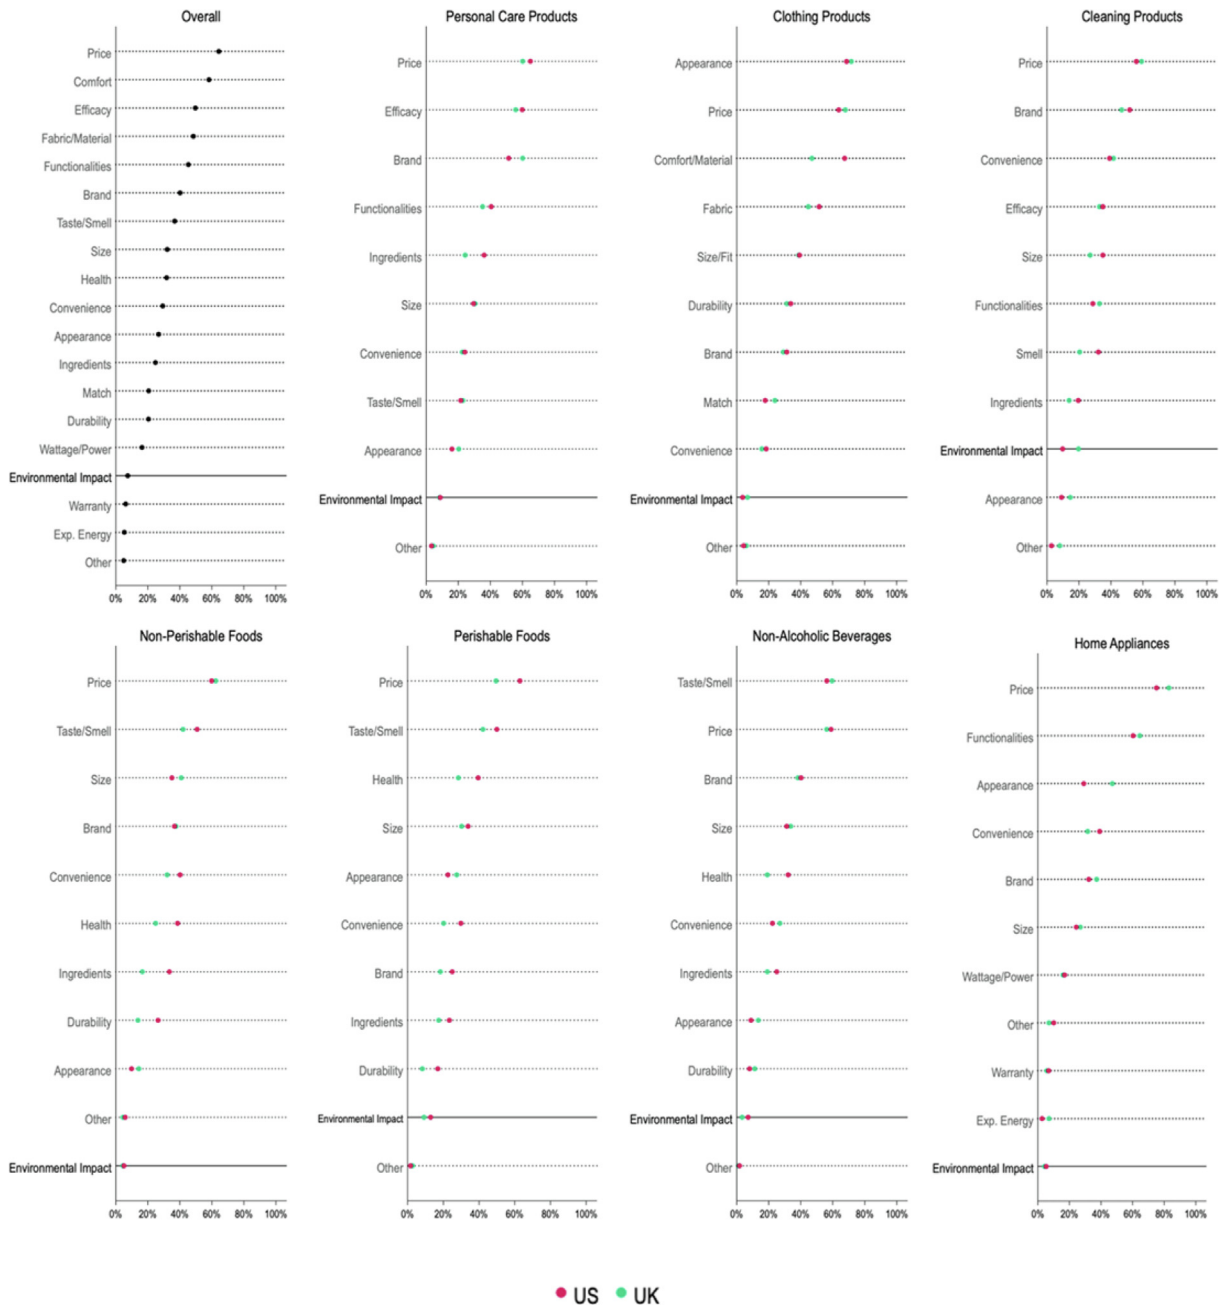 Overall
Price
Comfort
Efficacy
Fabric/Material
Functionalities
Brand
Taste/Smell
Size
Health
Convenience
Appearance
Ingredients
Match
Durability
Wattage/Power
Environmental Impact
Warranty
Exp. Energy
Other
0% 20% 40% 60% 80% 100%
Personal Care Products
Price
Efficacy
Brand
Functionalities
Ingredients
Size
Convenience
Taste/Smell
Appearance
Environmental Impact
Other
0% 20% 40% 60% 80% 100%
Clothing Products
Appearance
Price
Comfort/Material
Fabric
Size/Fit
Durability
Brand
Match
Convenience
Environmental Impact
Other
0% 20% 40% 60% 80% 100%
Cleaning Products
Price
Brand
Convenience
Efficacy
Size
Functionalities
Smell
Ingredients
Environmental Impact
Appearance
Other
0% 20% 40% 60% 80% 100%
Non-Perishable Foods
Price
Taste/Smell
Size
Brand
Convenience
Health
Ingredients
Durability
Appearance
Other
Environmental Impact
0% 20% 40% 60% 80% 100%
Perishable Foods
Price
Taste/Smell
Health
Size
Appearance
Convenience
Brand
Ingredients
Durability
Environmental Impact
Other
0% 20% 40% 60% 80% 100%
Non-Alcoholic Beverages
Taste/Smell
Price
Brand
Size
Health
Convenience
Ingredients
Appearance
Durability
Environmental Impact
Other
0% 20% 40% 60% 80% 100%
Home Appliances
Price
Functionalities
Appearance
Convenience
Brand
Size
Wattage/Power
Other
Warranty
Exp. Energy
Environmental Impact
0% 20% 40% 60% 80% 100%
US UK